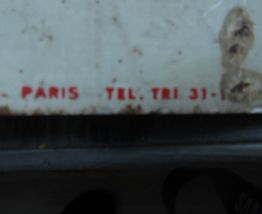 PARIS TEL. TRI 31-